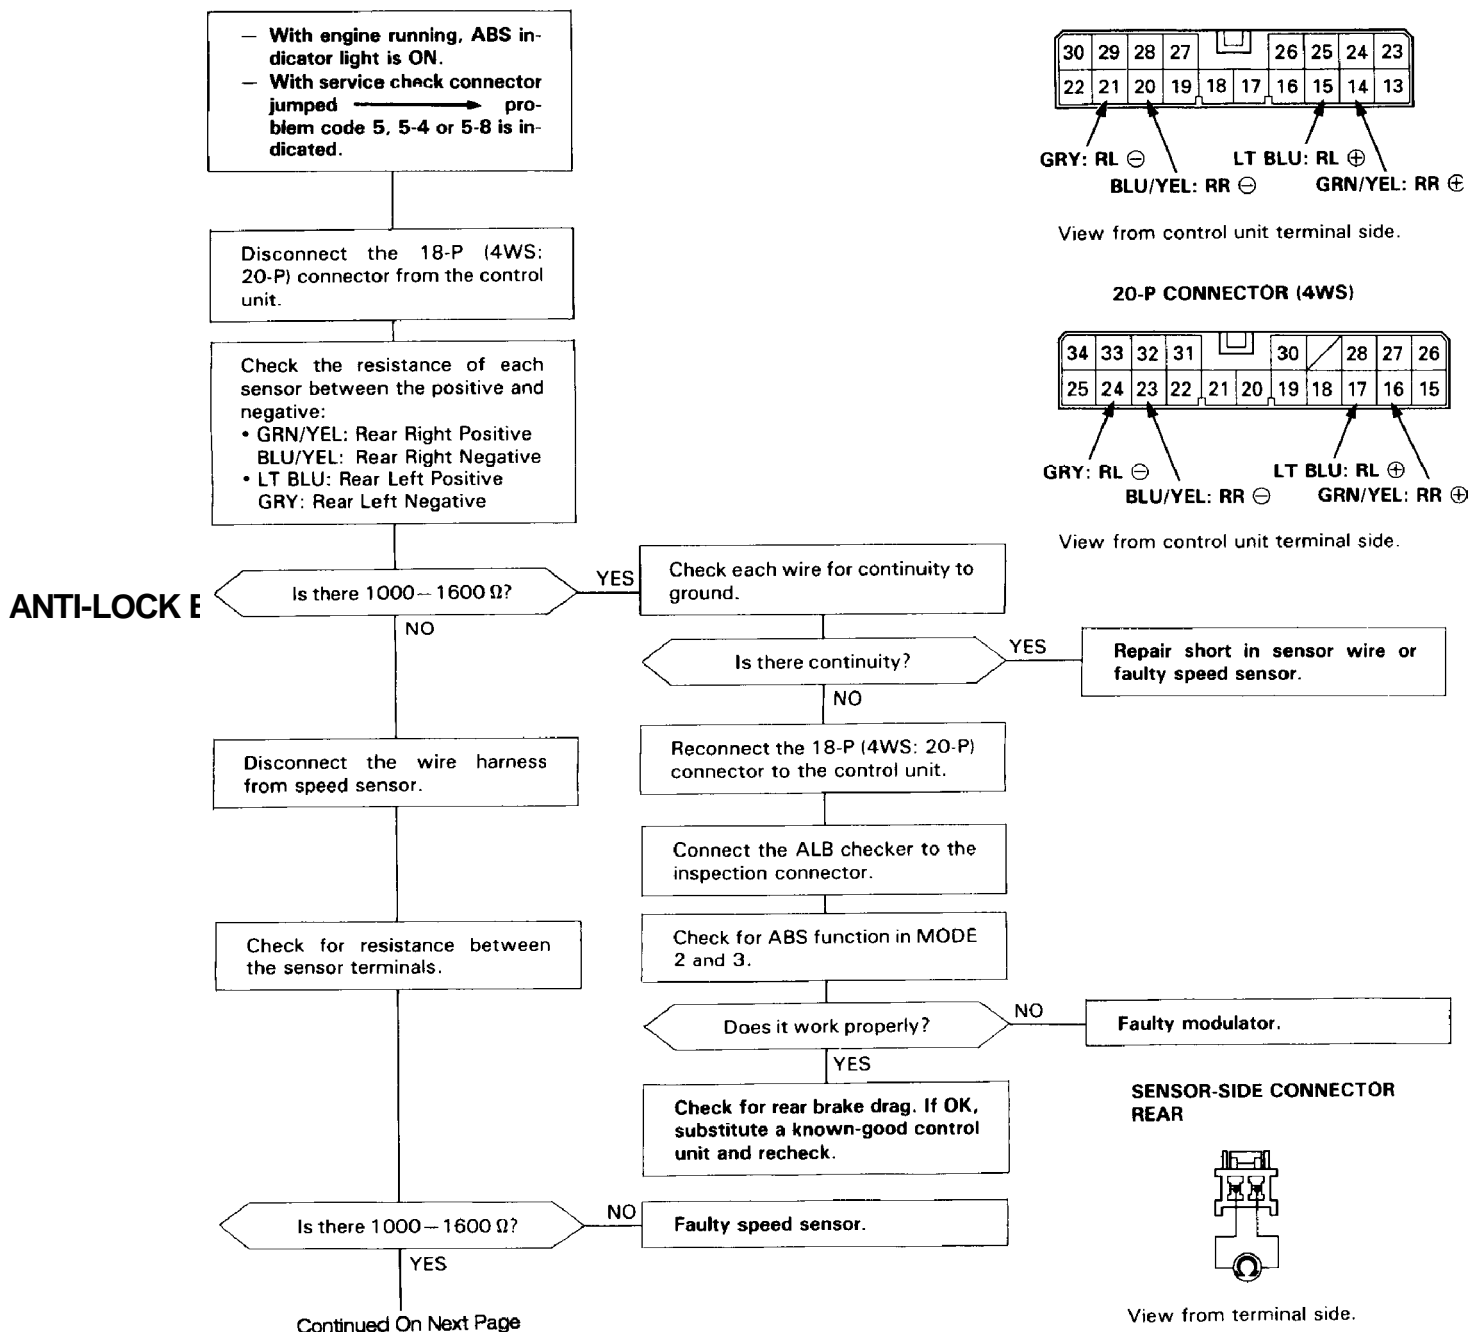 — With engine running, ABS in-
dicator light is ON.
— With service check connector
jumped pro-
blem code 5, 5-4 or 5-8 is in-
dicated.
Disconnect the 18-P (4WS:
20-P) connector from the control
unit.
Check the resistance of each
sensor between the positive and
negative:
• GRN/YEL: Rear Right Positive
BLU/YEL: Rear Right Negative
• LT BLU: Rear Left Positive
GRY: Rear Left Negative
ANTI-LOCK
Is there 1000–1600 Ω?
YES
NO
Check each wire for continuity to
ground.
Is there continuity?
YES
Repair short in sensor wire or
faulty speed sensor.
NO
Reconnect the 18-P (4WS: 20-P)
connector to the control unit.
Connect the ALB checker to the
inspection connector.
Check for ABS function in MODE
2 and 3.
Does it work properly?
NO
Faulty modulator.
YES
Check for rear brake drag. If OK,
substitute a known-good control
unit and recheck.
Disconnect the wire harness
from speed sensor.
Check for resistance between
the sensor terminals.
Is there 1000–1600 Ω?
NO
Faulty speed sensor.
YES
Continued On Next Page
30 29 28 27 26 25 24 23
22 21 20 19 18 17 16 15 14 13
GRY: RL ⊖ LT BLU: RL ⊕
BLU/YEL: RR ⊖ GRN/YEL: RR ⊕
View from control unit terminal side.
20-P CONNECTOR (4WS)
34 33 32 31 30 28 27 26
25 24 23 22 21 20 19 18 17 16 15
GRY: RL ⊖ LT BLU: RL ⊕
BLU/YEL: RR ⊖ GRN/YEL: RR ⊕
View from control unit terminal side.
SENSOR-SIDE CONNECTOR
REAR
View from terminal side.